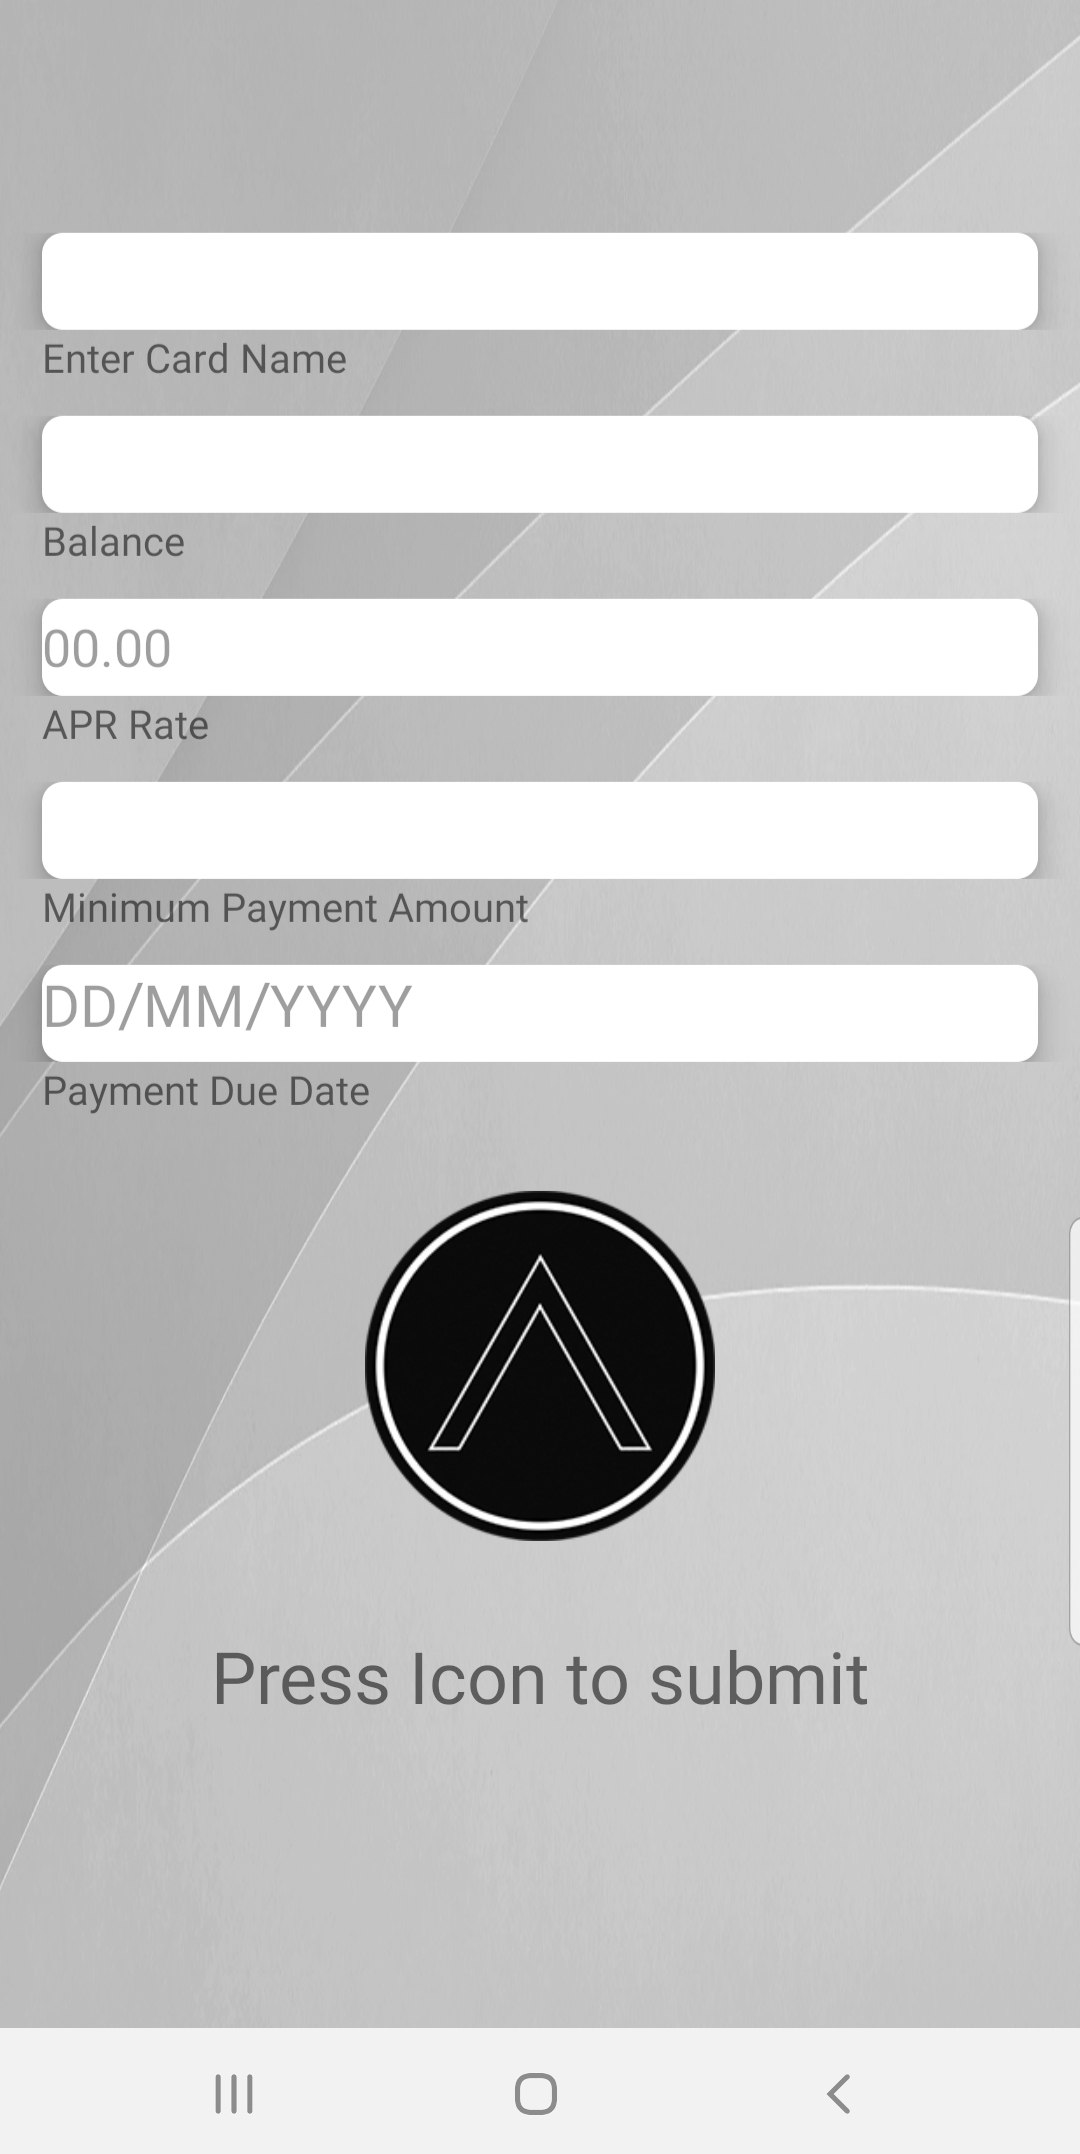 Enter Card Name
Balance
00.00
APR Rate
Minimum Payment Amount
DD/MM/YYYY
Payment Due Date
Press Icon to submit